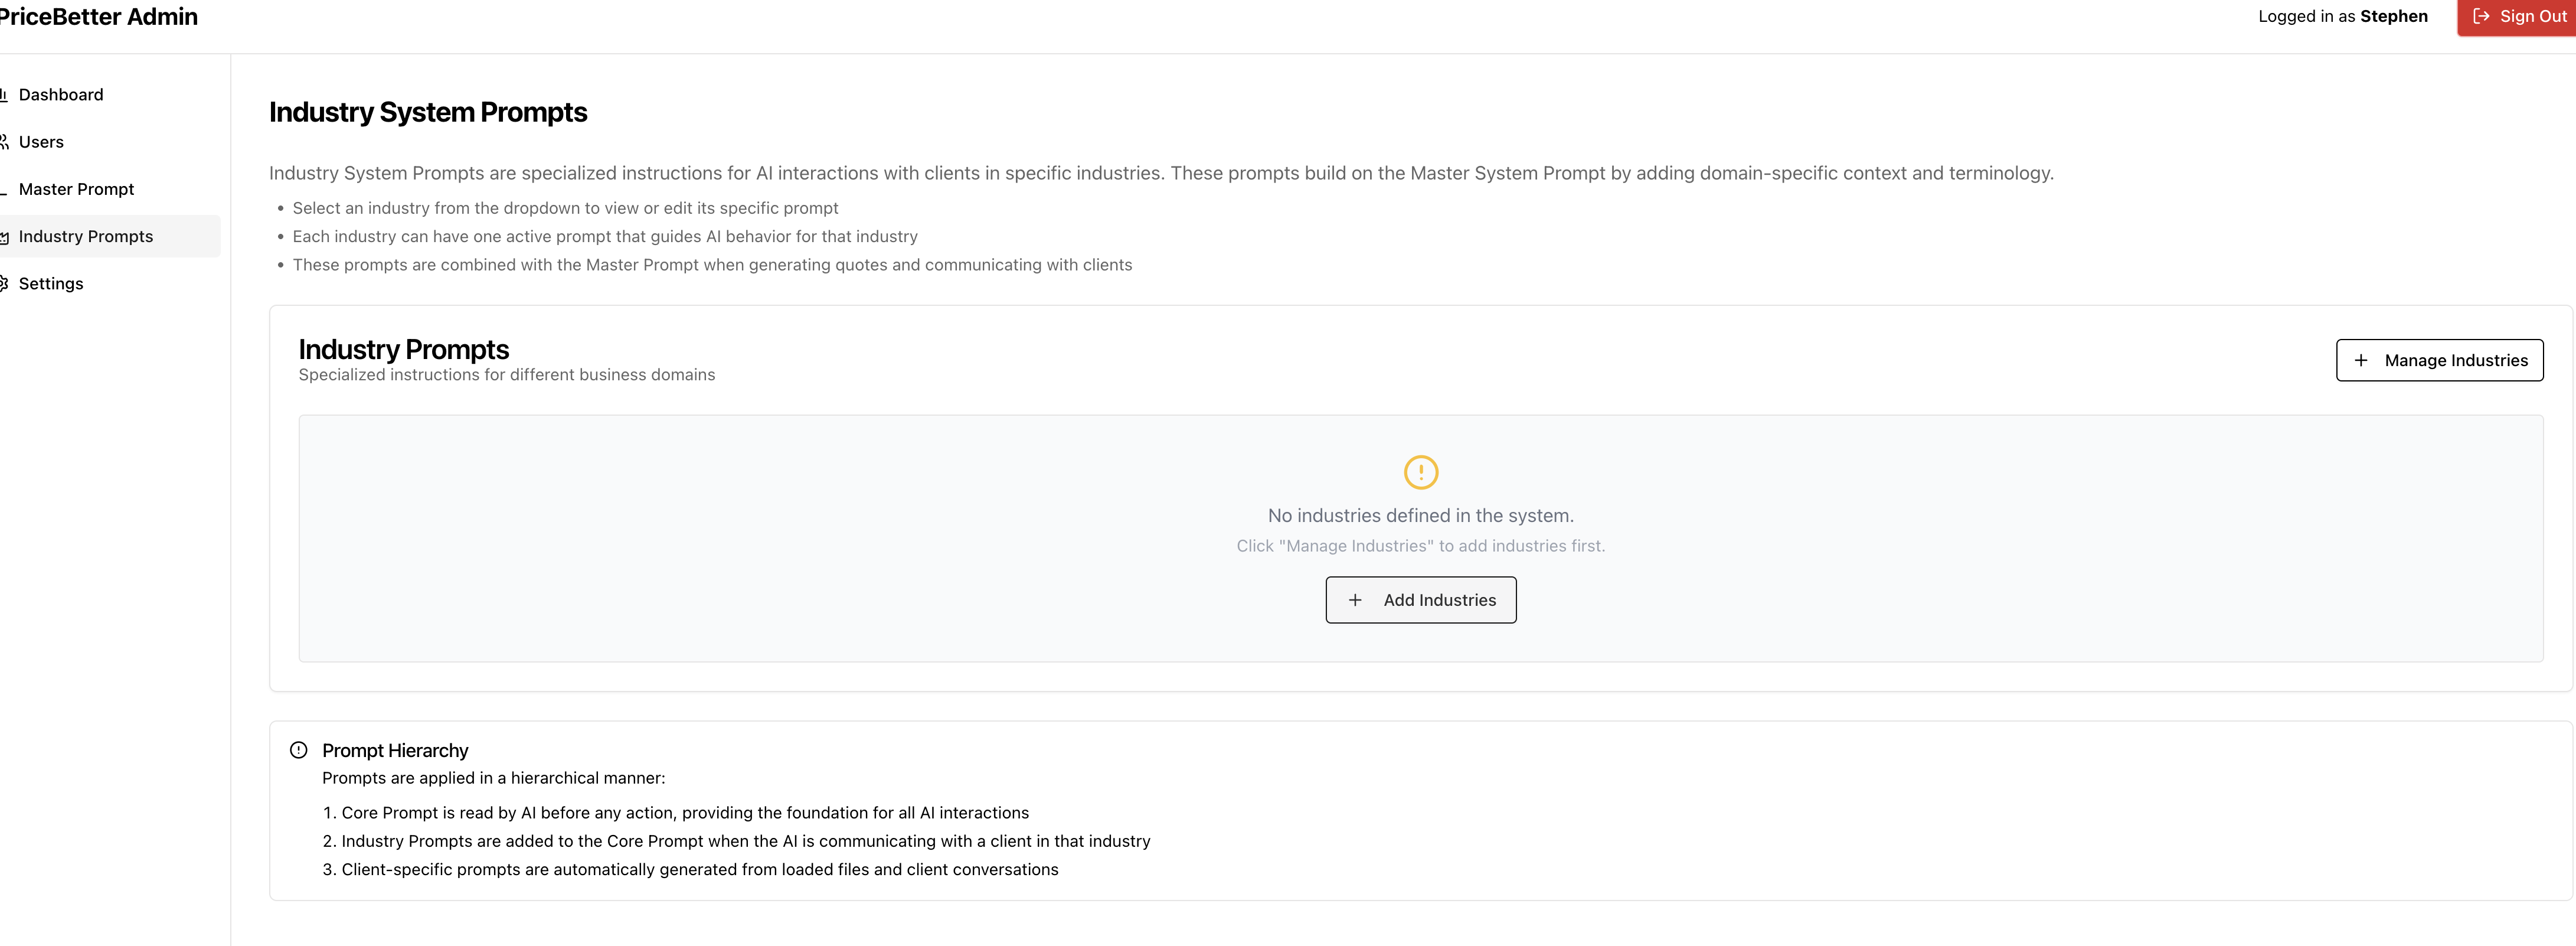 PriceBetter Admin
Logged in as Stephen
Sign Out
Dashboard
Users
Master Prompt
Industry Prompts
Settings
Industry System Prompts
Industry System Prompts are specialized instructions for AI interactions with clients in specific industries. These prompts build on the Master System Prompt by adding domain-specific context and terminology.
• Select an industry from the dropdown to view or edit its specific prompt
• Each industry can have one active prompt that guides AI behavior for that industry
• These prompts are combined with the Master Prompt when generating quotes and communicating with clients
Industry Prompts
Specialized instructions for different business domains
+ Manage Industries
No industries defined in the system.
Click "Manage Industries" to add industries first.
+ Add Industries
Prompt Hierarchy
Prompts are applied in a hierarchical manner:
1. Core Prompt is read by AI before any action, providing the foundation for all AI interactions
2. Industry Prompts are added to the Core Prompt when the AI is communicating with a client in that industry
3. Client-specific prompts are automatically generated from loaded files and client conversations